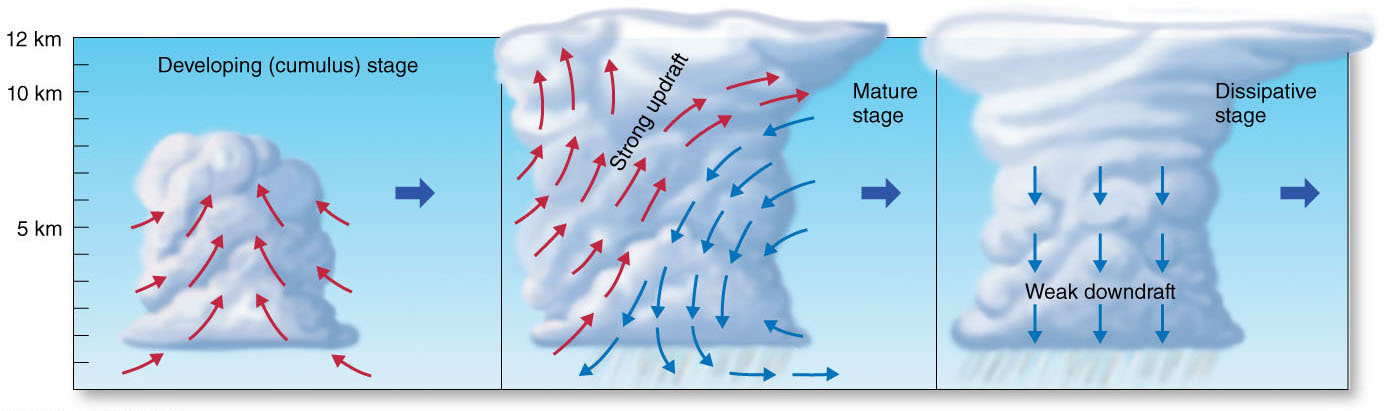 12 km
10 km
5 km
Developing (cumulus) stage
Strong updraft
Mature
stage
Dissipative
stage
Weak downdraft